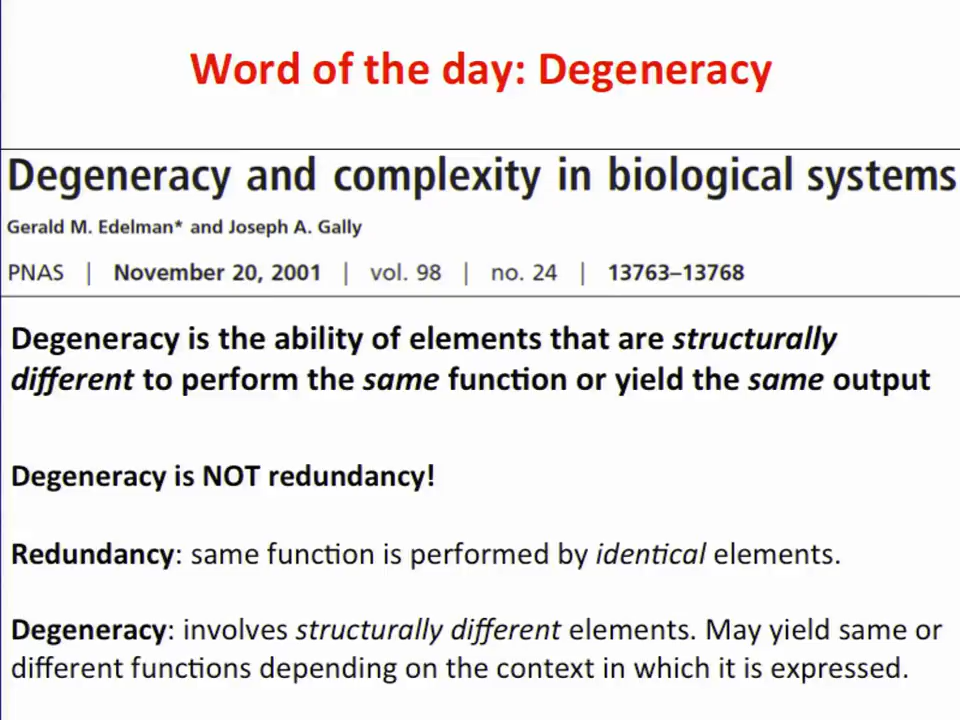 Word of the day: Degeneracy
Degeneracy and complexity in biological systems
Gerald M. Edelman* and Joseph A. Gally
PNAS | November 20, 2001 | vol. 98 | no. 24 | 13763–13768
Degeneracy is the ability of elements that are structurally
different to perform the same function or yield the same output
Degeneracy is NOT redundancy!
Redundancy: same function is performed by identical elements.
Degeneracy: involves structurally different elements. May yield same or
different functions depending on the context in which it is expressed.